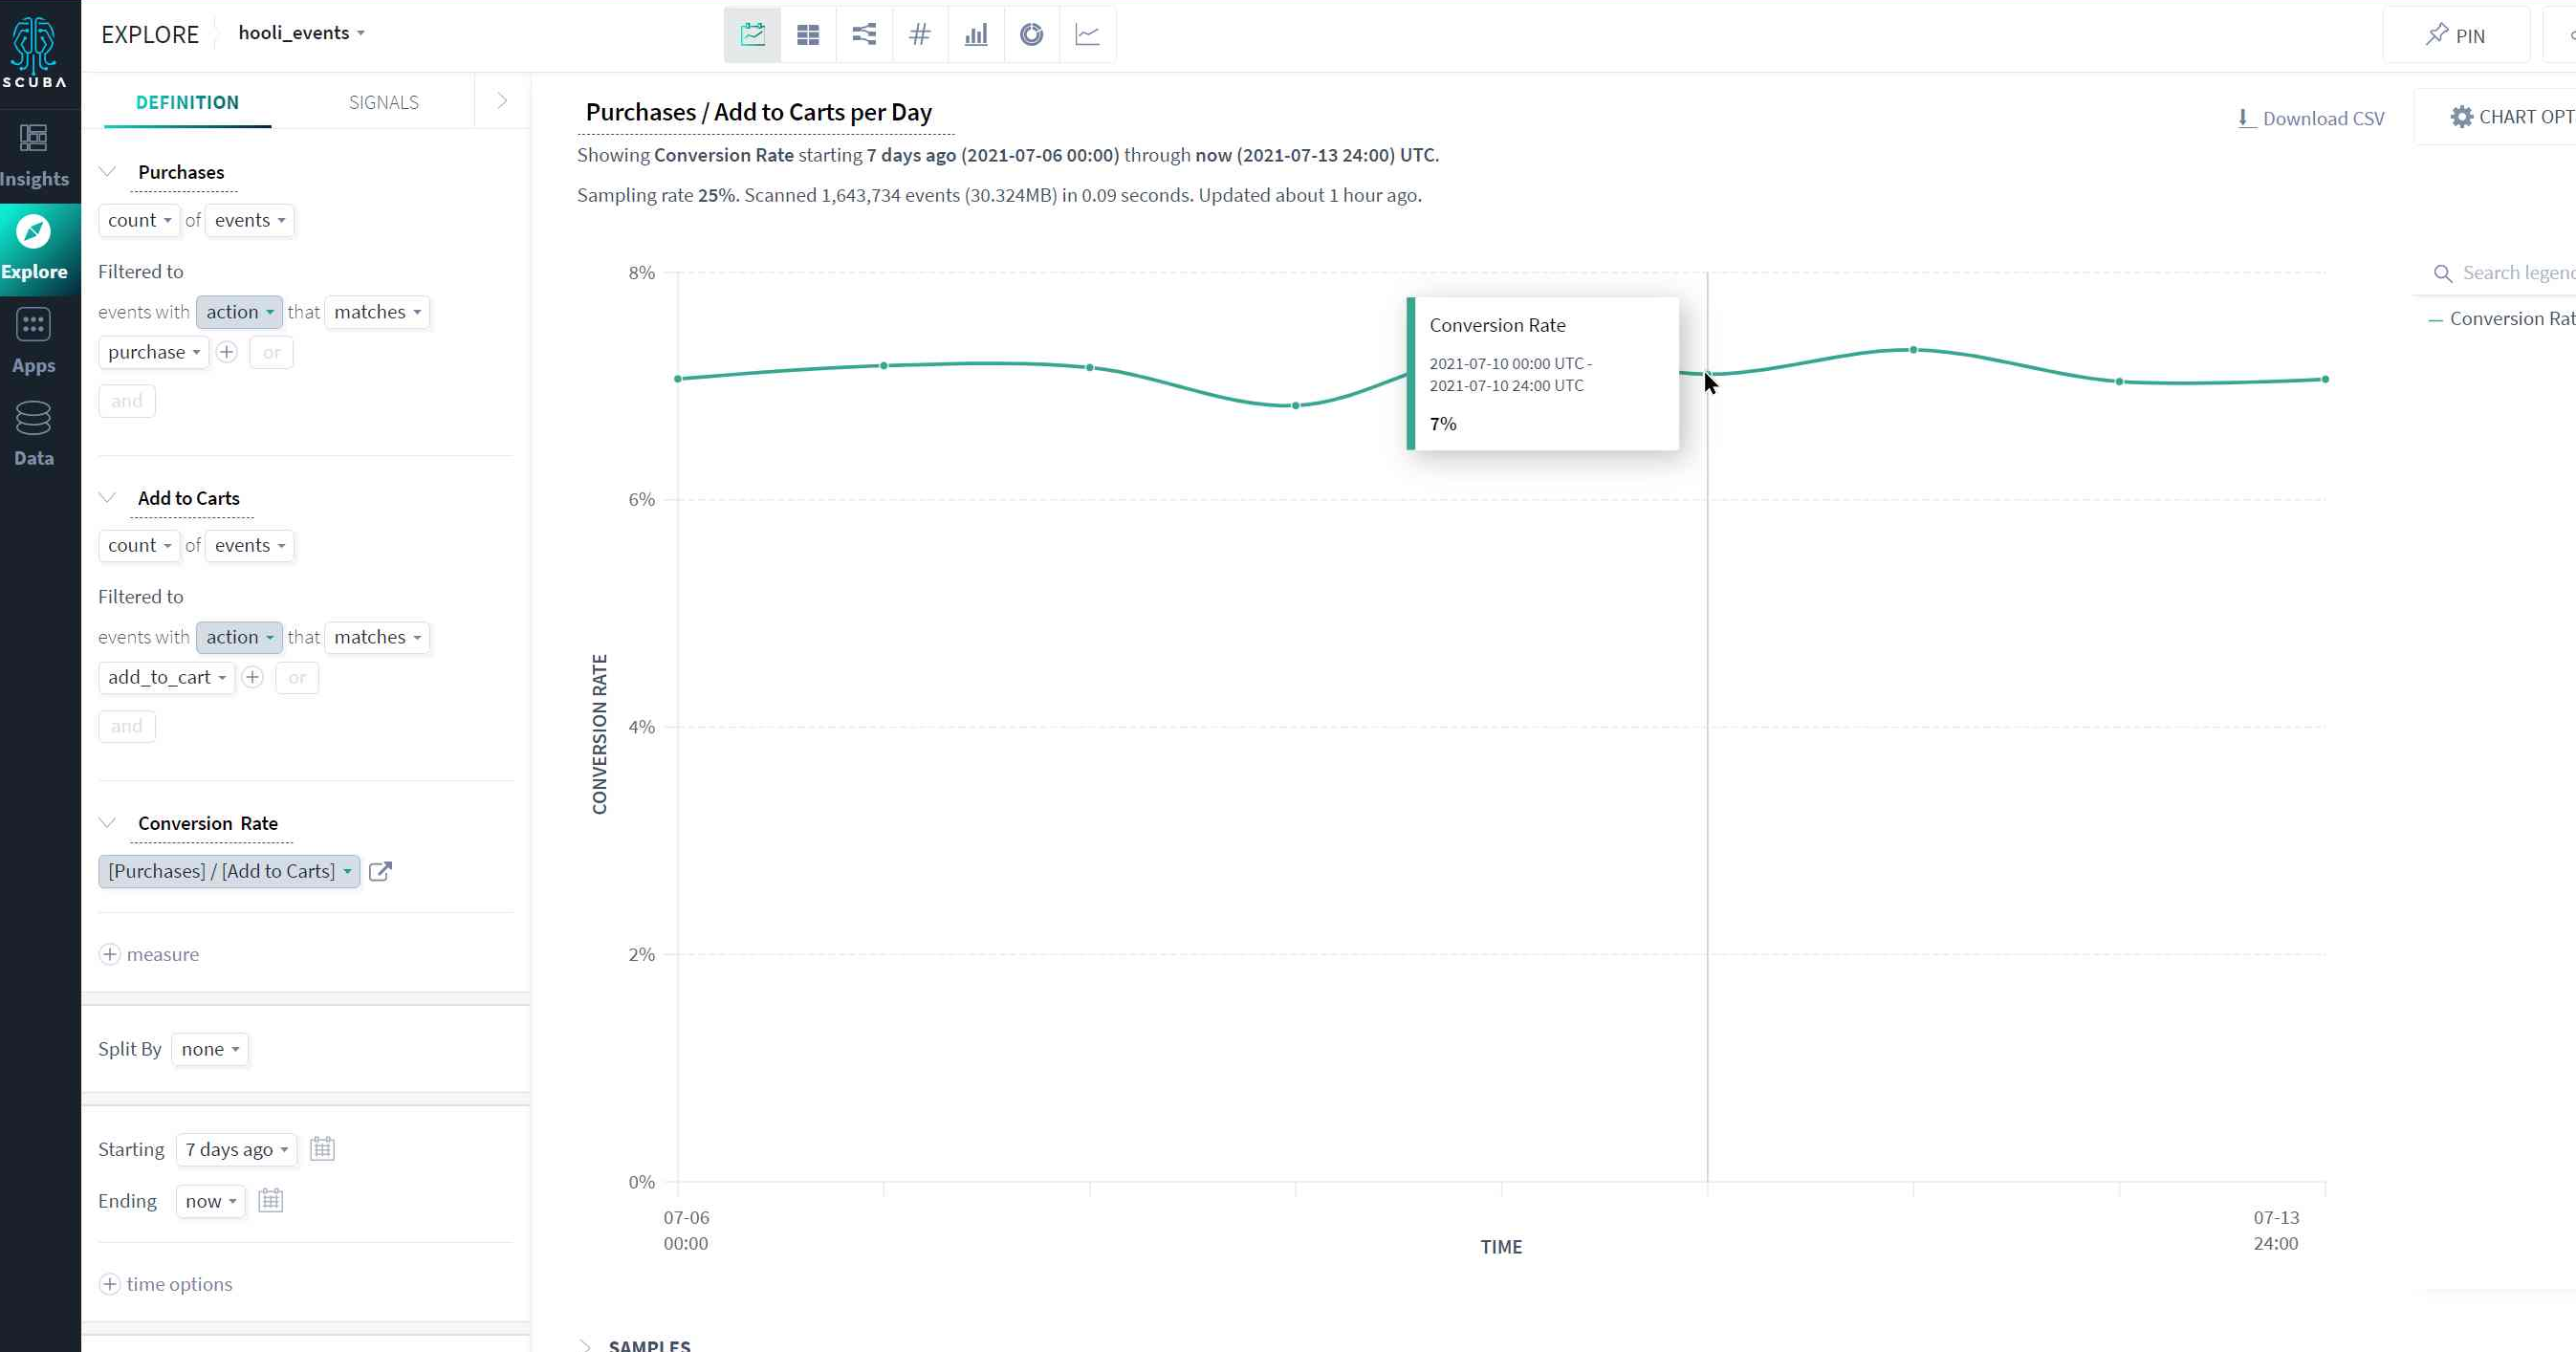 SCUBA
Insights
Explore
Apps
Data
EXPLORE hooli_events
PIN
DEFINITION SIGNALS
Purchases
count of events
Filtered to
events with action that matches
purchase or
and
Add to Carts
count of events
Filtered to
events with action that matches
add_to_cart or
and
Conversion Rate
[Purchases] / [Add to Carts]
measure
Split By none
Starting 7 days ago
Ending now
time options
Purchases / Add to Carts per Day
Showing Conversion Rate starting 7 days ago (2021-07-06 00:00) through now (2021-07-13 24:00) UTC.
Sampling rate 25%. Scanned 1,643,734 events (30.324MB) in 0.09 seconds. Updated about 1 hour ago.
Download CSV
CHART OPT
Search legend
Conversion Rat
8%
6%
4%
2%
0%
CONVERSION RATE
Conversion Rate
2021-07-10 00:00 UTC -
2021-07-10 24:00 UTC
7%
07-06
00:00
TIME
07-13
24:00
SAMPLES